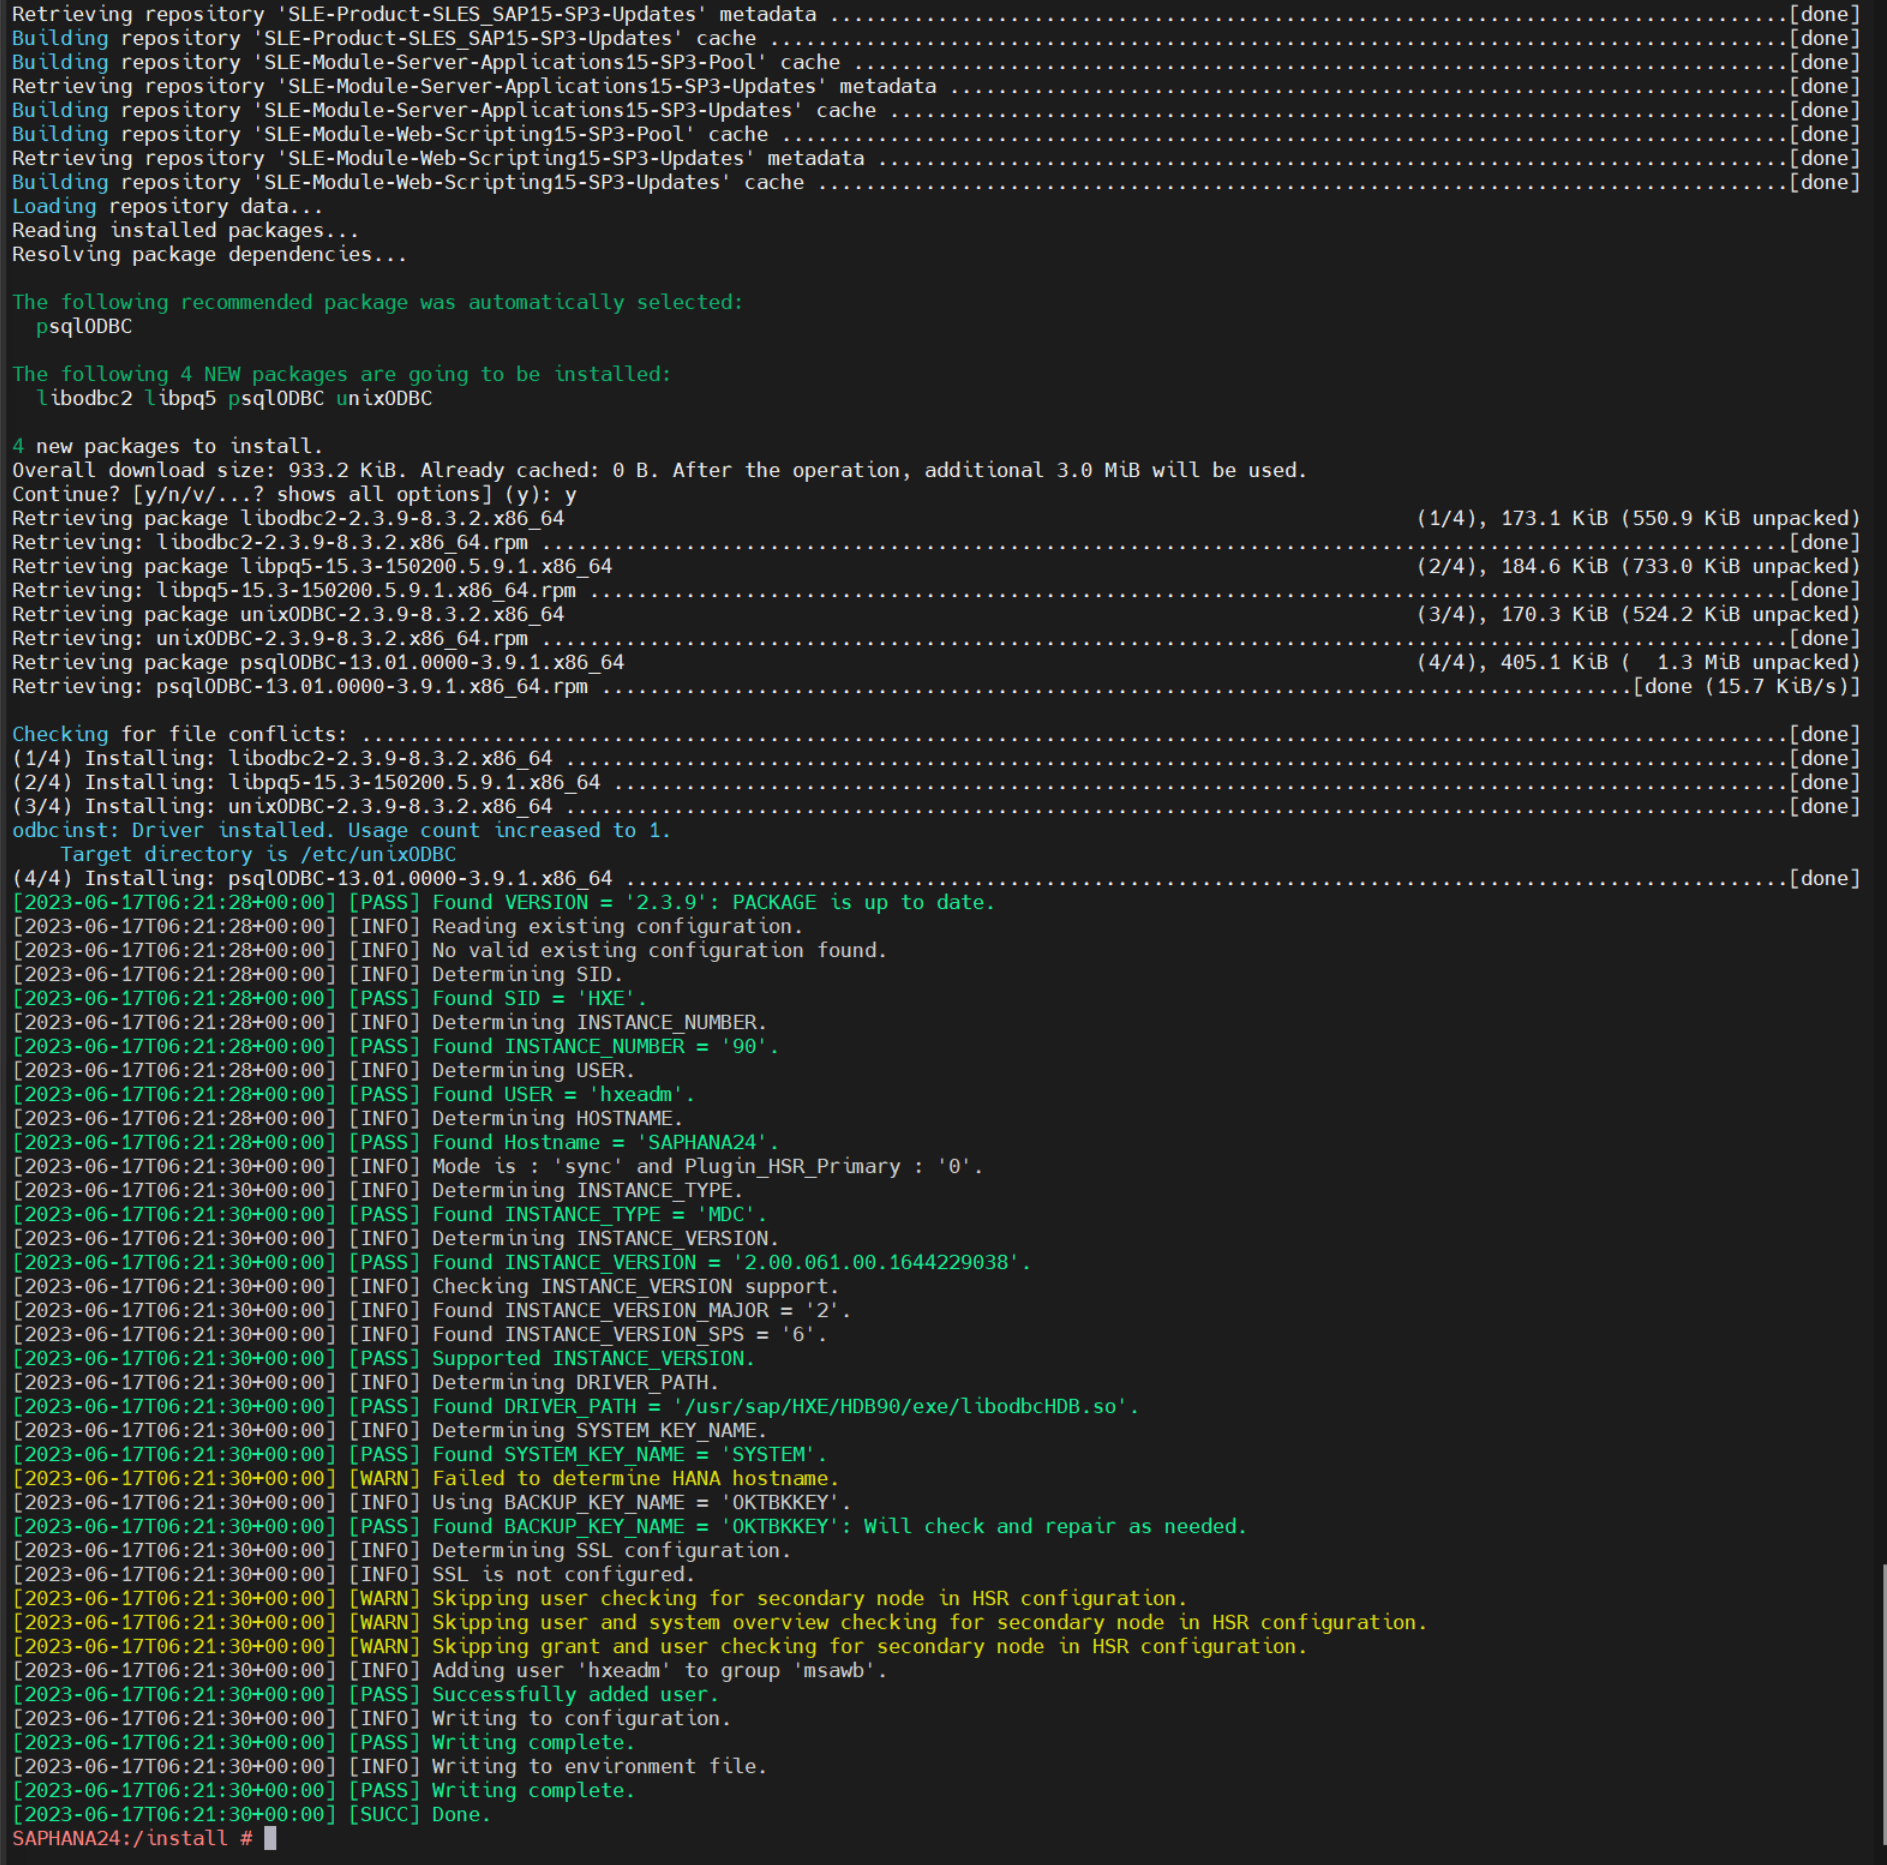 Retrieving repository 'SLE-Product-SLES_SAP15-SP3-Updates' metadata ................................................................................[done]
Building repository 'SLE-Product-SLES_SAP15-SP3-Updates' cache .....................................................................................[done]
Building repository 'SLE-Module-Server-Applications15-SP3-Pool' cache ..............................................................................[done]
Retrieving repository 'SLE-Module-Server-Applications15-SP3-Updates' metadata ......................................................................[done]
Building repository 'SLE-Module-Server-Applications15-SP3-Updates' cache ...........................................................................[done]
Building repository 'SLE-Module-Web-Scripting15-SP3-Pool' cache ....................................................................................[done]
Retrieving repository 'SLE-Module-Web-Scripting15-SP3-Updates' metadata ............................................................................[done]
Building repository 'SLE-Module-Web-Scripting15-SP3-Updates' cache .................................................................................[done]
Loading repository data...
Reading installed packages...
Resolving package dependencies...
The following recommended package was automatically selected:
psqlODBC
The following 4 NEW packages are going to be installed:
libodbc2 libpq5 psqlODBC unixODBC
4 new packages to install.
Overall download size: 933.2 KiB. Already cached: 0 B. After the operation, additional 3.0 MiB will be used.
Continue? [y/n/v/...? shows all options] (y): y
Retrieving package libodbc2-2.3.9-8.3.2.x86_64 (1/4), 173.1 KiB (550.9 KiB unpacked)
Retrieving: libodbc2-2.3.9-8.3.2.x86_64.rpm ........................................................................................................[done]
Retrieving package libpq5-15.3-150200.5.9.1.x86_64 (2/4), 184.6 KiB (733.0 KiB unpacked)
Retrieving: libpq5-15.3-150200.5.9.1.x86_64.rpm ....................................................................................................[done]
Retrieving package unixODBC-2.3.9-8.3.2.x86_64 (3/4), 170.3 KiB (524.2 KiB unpacked)
Retrieving: unixODBC-2.3.9-8.3.2.x86_64.rpm ........................................................................................................[done]
Retrieving package psqlODBC-13.01.0000-3.9.1.x86_64 (4/4), 405.1 KiB (  1.3 MiB unpacked)
Retrieving: psqlODBC-13.01.0000-3.9.1.x86_64.rpm ......................................................................................[done (15.7 KiB/s)]
Checking for file conflicts: .......................................................................................................................[done]
(1/4) Installing: libodbc2-2.3.9-8.3.2.x86_64 ......................................................................................................[done]
(2/4) Installing: libpq5-15.3-150200.5.9.1.x86_64 ..................................................................................................[done]
(3/4) Installing: unixODBC-2.3.9-8.3.2.x86_64 ......................................................................................................[done]
odbcinst: Driver installed. Usage count increased to 1.
Target directory is /etc/unixODBC
(4/4) Installing: psqlODBC-13.01.0000-3.9.1.x86_64 .................................................................................................[done]
[2023-06-17T06:21:28+00:00] [PASS] Found VERSION = '2.3.9': PACKAGE is up to date.
[2023-06-17T06:21:28+00:00] [INFO] Reading existing configuration.
[2023-06-17T06:21:28+00:00] [INFO] No valid existing configuration found.
[2023-06-17T06:21:28+00:00] [INFO] Determining SID.
[2023-06-17T06:21:28+00:00] [PASS] Found SID = 'HXE'.
[2023-06-17T06:21:28+00:00] [INFO] Determining INSTANCE_NUMBER.
[2023-06-17T06:21:28+00:00] [PASS] Found INSTANCE_NUMBER = '90'.
[2023-06-17T06:21:28+00:00] [INFO] Determining USER.
[2023-06-17T06:21:28+00:00] [PASS] Found USER = 'hxeadm'.
[2023-06-17T06:21:28+00:00] [INFO] Determining HOSTNAME.
[2023-06-17T06:21:28+00:00] [PASS] Found Hostname = 'SAPHANA24'.
[2023-06-17T06:21:30+00:00] [INFO] Mode is : 'sync' and Plugin_HSR_Primary : '0'.
[2023-06-17T06:21:30+00:00] [INFO] Determining INSTANCE_TYPE.
[2023-06-17T06:21:30+00:00] [PASS] Found INSTANCE_TYPE = 'MDC'.
[2023-06-17T06:21:30+00:00] [INFO] Determining INSTANCE_VERSION.
[2023-06-17T06:21:30+00:00] [PASS] Found INSTANCE_VERSION = '2.00.061.00.1644229038'.
[2023-06-17T06:21:30+00:00] [INFO] Checking INSTANCE_VERSION support.
[2023-06-17T06:21:30+00:00] [INFO] Found INSTANCE_VERSION_MAJOR = '2'.
[2023-06-17T06:21:30+00:00] [INFO] Found INSTANCE_VERSION_SPS = '6'.
[2023-06-17T06:21:30+00:00] [PASS] Supported INSTANCE_VERSION.
[2023-06-17T06:21:30+00:00] [INFO] Determining DRIVER_PATH.
[2023-06-17T06:21:30+00:00] [PASS] Found DRIVER_PATH = '/usr/sap/HXE/HDB90/exe/libodbcHDB.so'.
[2023-06-17T06:21:30+00:00] [INFO] Determining SYSTEM_KEY_NAME.
[2023-06-17T06:21:30+00:00] [PASS] Found SYSTEM_KEY_NAME = 'SYSTEM'.
[2023-06-17T06:21:30+00:00] [WARN] Failed to determine HANA hostname.
[2023-06-17T06:21:30+00:00] [INFO] Using BACKUP_KEY_NAME = 'OKTBKKEY'.
[2023-06-17T06:21:30+00:00] [PASS] Found BACKUP_KEY_NAME = 'OKTBKKEY': Will check and repair as needed.
[2023-06-17T06:21:30+00:00] [INFO] Determining SSL configuration.
[2023-06-17T06:21:30+00:00] [INFO] SSL is not configured.
[2023-06-17T06:21:30+00:00] [WARN] Skipping user checking for secondary node in HSR configuration.
[2023-06-17T06:21:30+00:00] [WARN] Skipping user and system overview checking for secondary node in HSR configuration.
[2023-06-17T06:21:30+00:00] [WARN] Skipping grant and user checking for secondary node in HSR configuration.
[2023-06-17T06:21:30+00:00] [INFO] Adding user 'hxeadm' to group 'msawb'.
[2023-06-17T06:21:30+00:00] [PASS] Successfully added user.
[2023-06-17T06:21:30+00:00] [INFO] Writing to configuration.
[2023-06-17T06:21:30+00:00] [PASS] Writing complete.
[2023-06-17T06:21:30+00:00] [INFO] Writing to environment file.
[2023-06-17T06:21:30+00:00] [PASS] Writing complete.
[2023-06-17T06:21:30+00:00] [SUCC] Done.
SAPHANA24:/install #